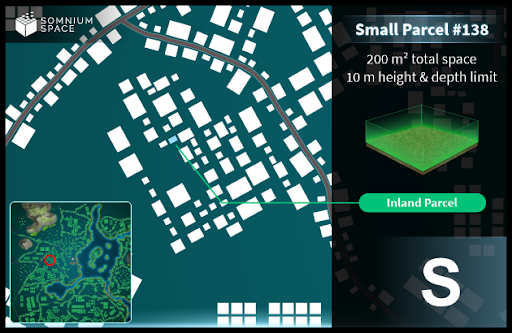 SOMNIUM
SPACE
Small Parcel #138
200 m² total space
10 m height & depth limit
Inland Parcel
S